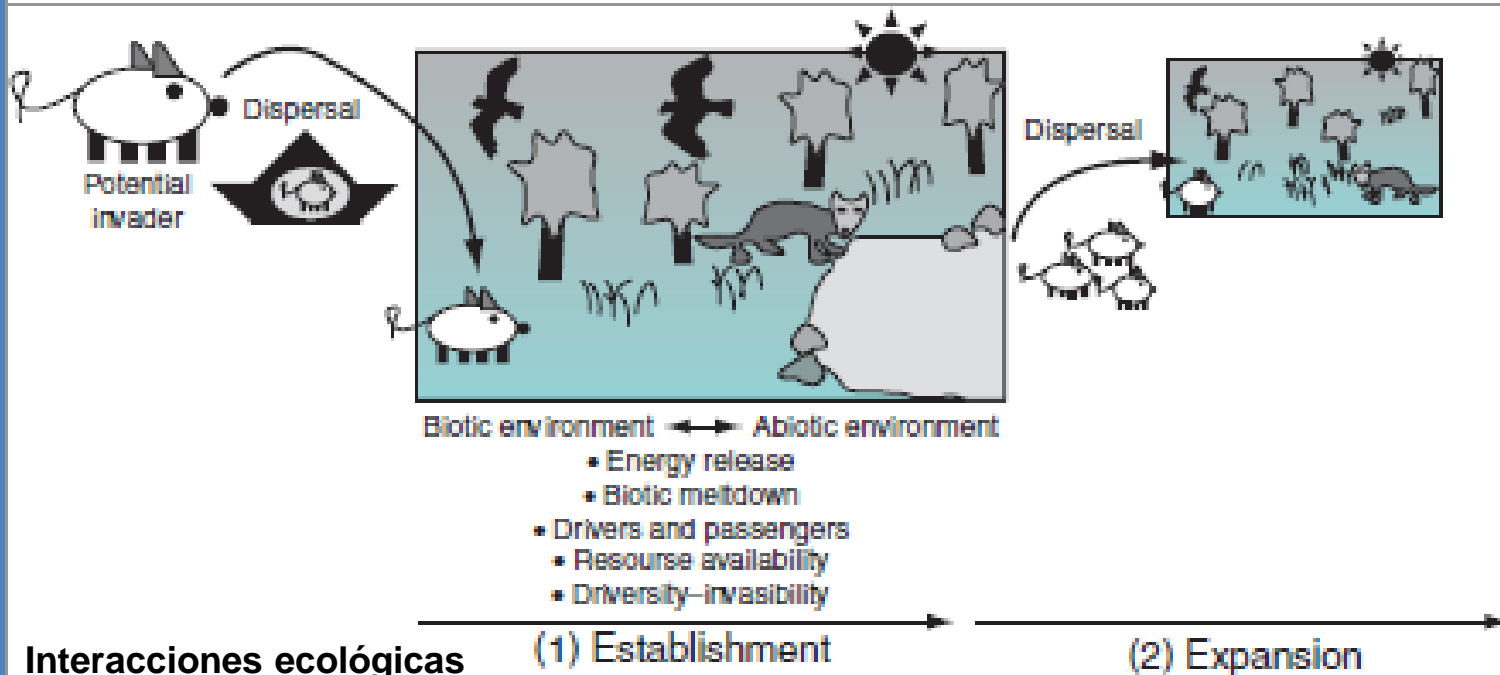 Dispersal
Potential
invader
Dispersal
Biotic environment Abiotic environment
• Energy release
• Biotic meltdown
• Drivers and passengers
• Resourse availability
• Driversity–invasibility
(1) Establishment
(2) Expansion
Interacciones ecológicas